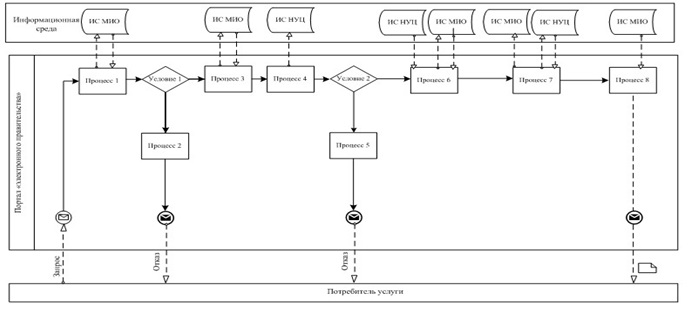 Информационная
среда
ИС МИО
ИС МИО
ИС НУЦ
ИС НУЦ
ИС МИО
ИС МИО
ИС НУЦ
ИС МИО
Портал «электронного правительства»
Процесс 1
Условие 1
Процесс 3
Процесс 4
Условие 2
Процесс 6
Процесс 7
Процесс 8
Процесс 2
Процесс 5
Запрос
Отказ
Отказ
Потребитель услуги